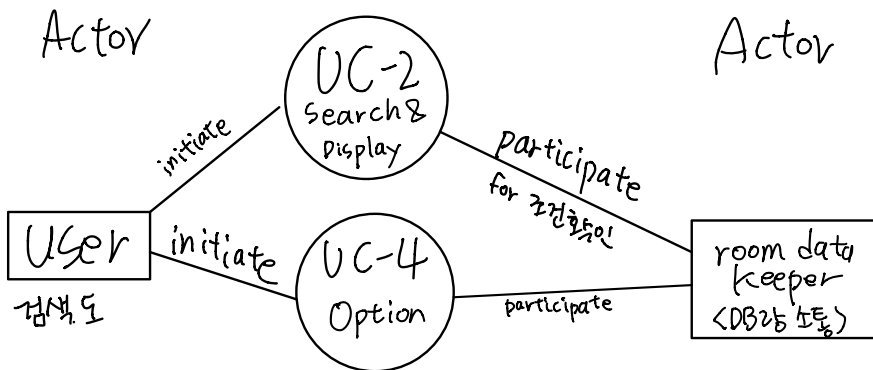 Actor
Actor
UC-2
Search &
Display
initiate
participate
for 조건확인
User
검색도
initiate
UC-4
Option
participate
room data
keeper
<DB랑 소통>